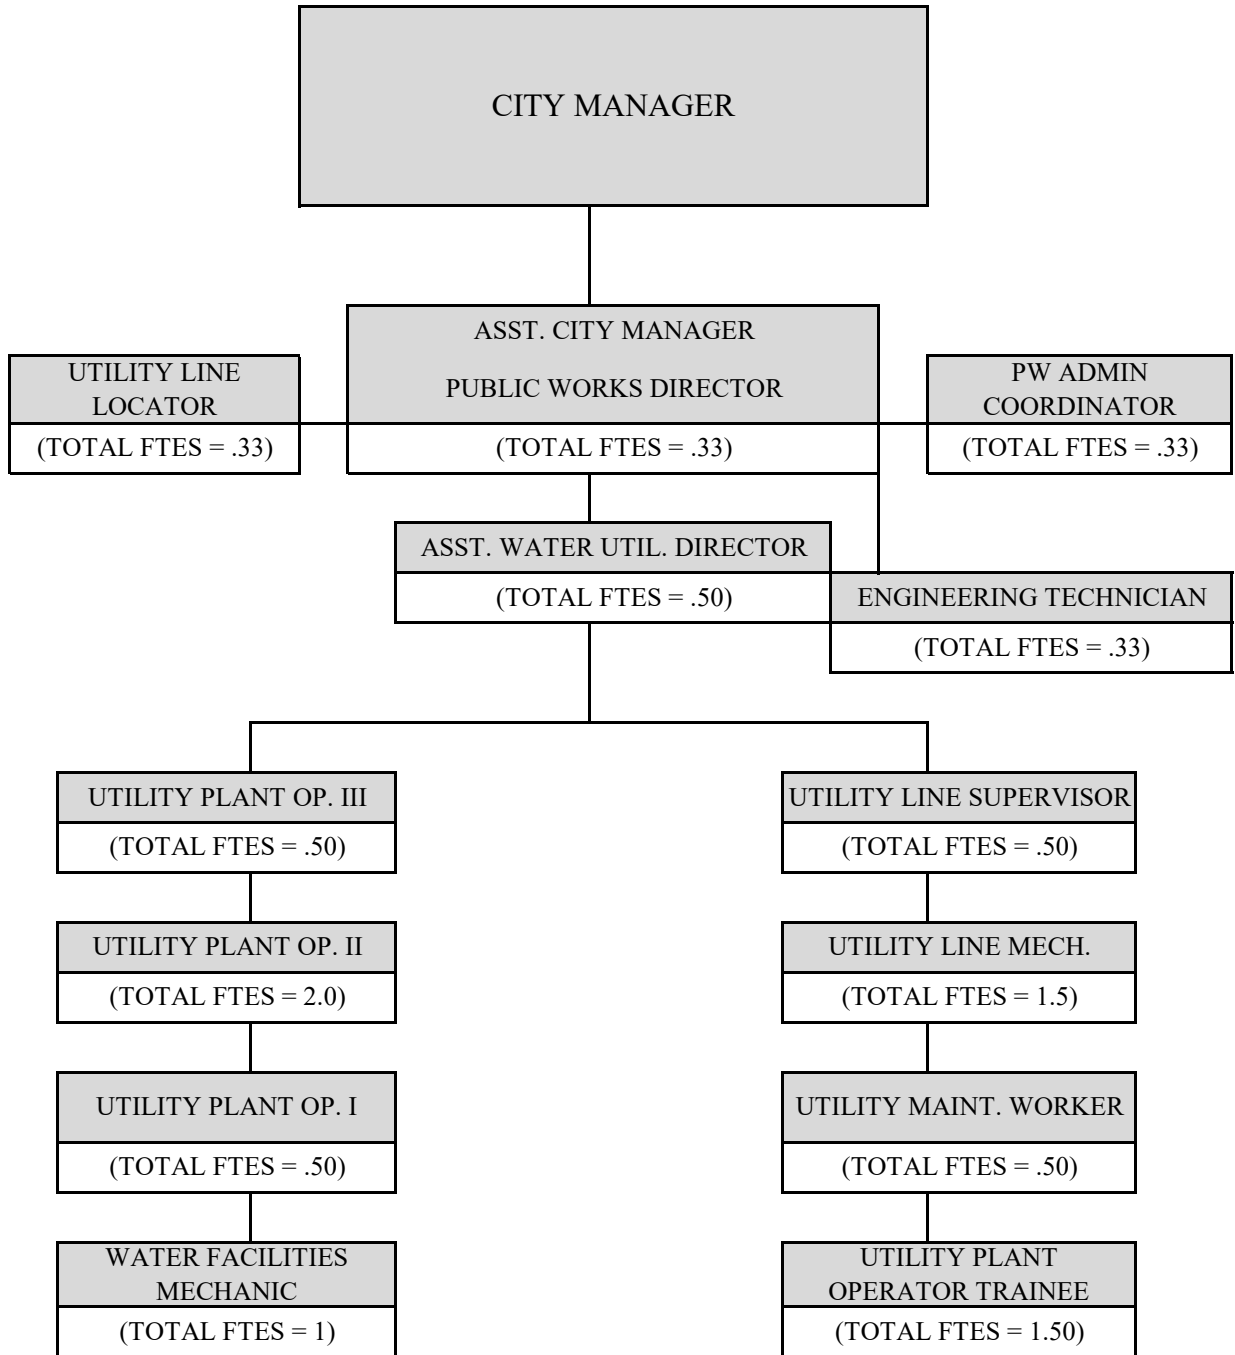 CITY MANAGER
ASST. CITY MANAGER
PUBLIC WORKS DIRECTOR
(TOTAL FTES = .33)
UTILITY LINE
LOCATOR
(TOTAL FTES = .33)
PW ADMIN
COORDINATOR
(TOTAL FTES = .33)
ASST. WATER UTIL. DIRECTOR
(TOTAL FTES = .50)
ENGINEERING TECHNICIAN
(TOTAL FTES = .33)
UTILITY PLANT OP. III
(TOTAL FTES = .50)
UTILITY LINE SUPERVISOR
(TOTAL FTES = .50)
UTILITY PLANT OP. II
(TOTAL FTES = 2.0)
UTILITY LINE MECH.
(TOTAL FTES = 1.5)
UTILITY PLANT OP. I
(TOTAL FTES = .50)
UTILITY MAINT. WORKER
(TOTAL FTES = .50)
WATER FACILITIES
MECHANIC
(TOTAL FTES = 1)
UTILITY PLANT
OPERATOR TRAINEE
(TOTAL FTES = 1.50)